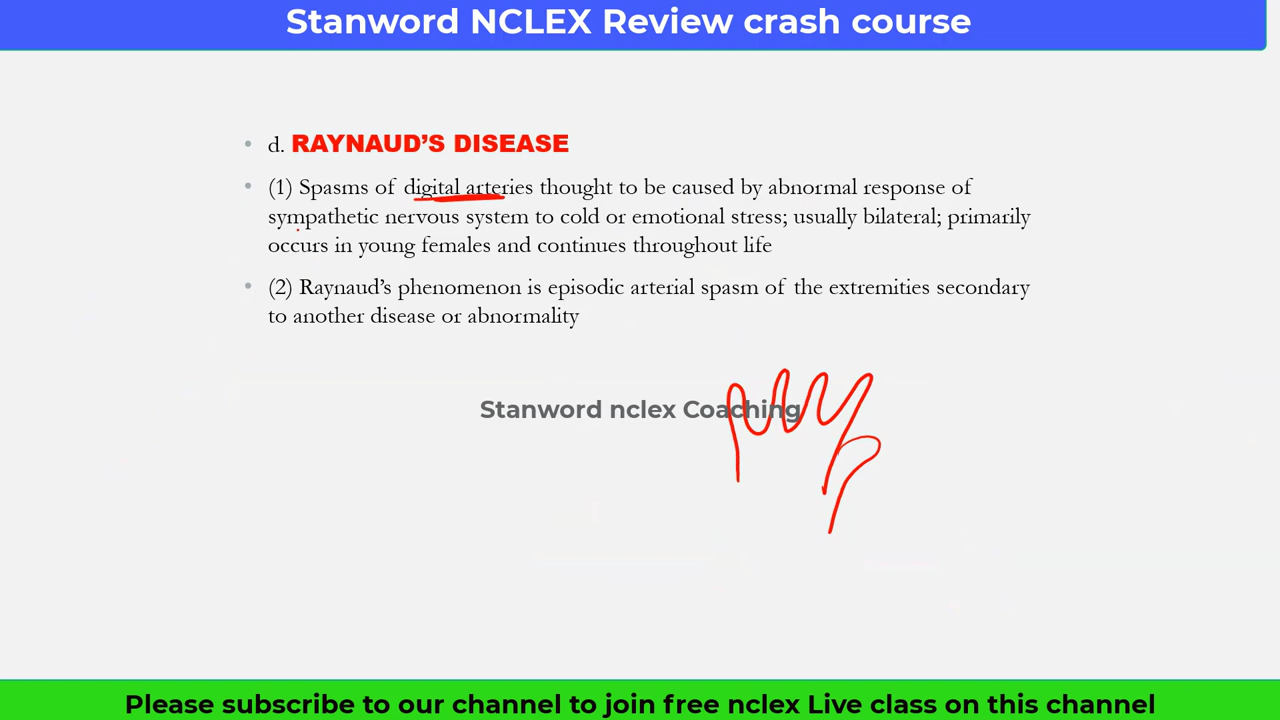 Stanword NCLEX Review crash course
• d. RAYNAUD’S DISEASE
• (1) Spasms of digital arteries thought to be caused by abnormal response of
sympathetic nervous system to cold or emotional stress; usually bilateral; primarily
occurs in young females and continues throughout life
• (2) Raynaud’s phenomenon is episodic arterial spasm of the extremities secondary
to another disease or abnormality
Stanword nclex Coaching
Please subscribe to our channel to join free nclex Live class on this channel